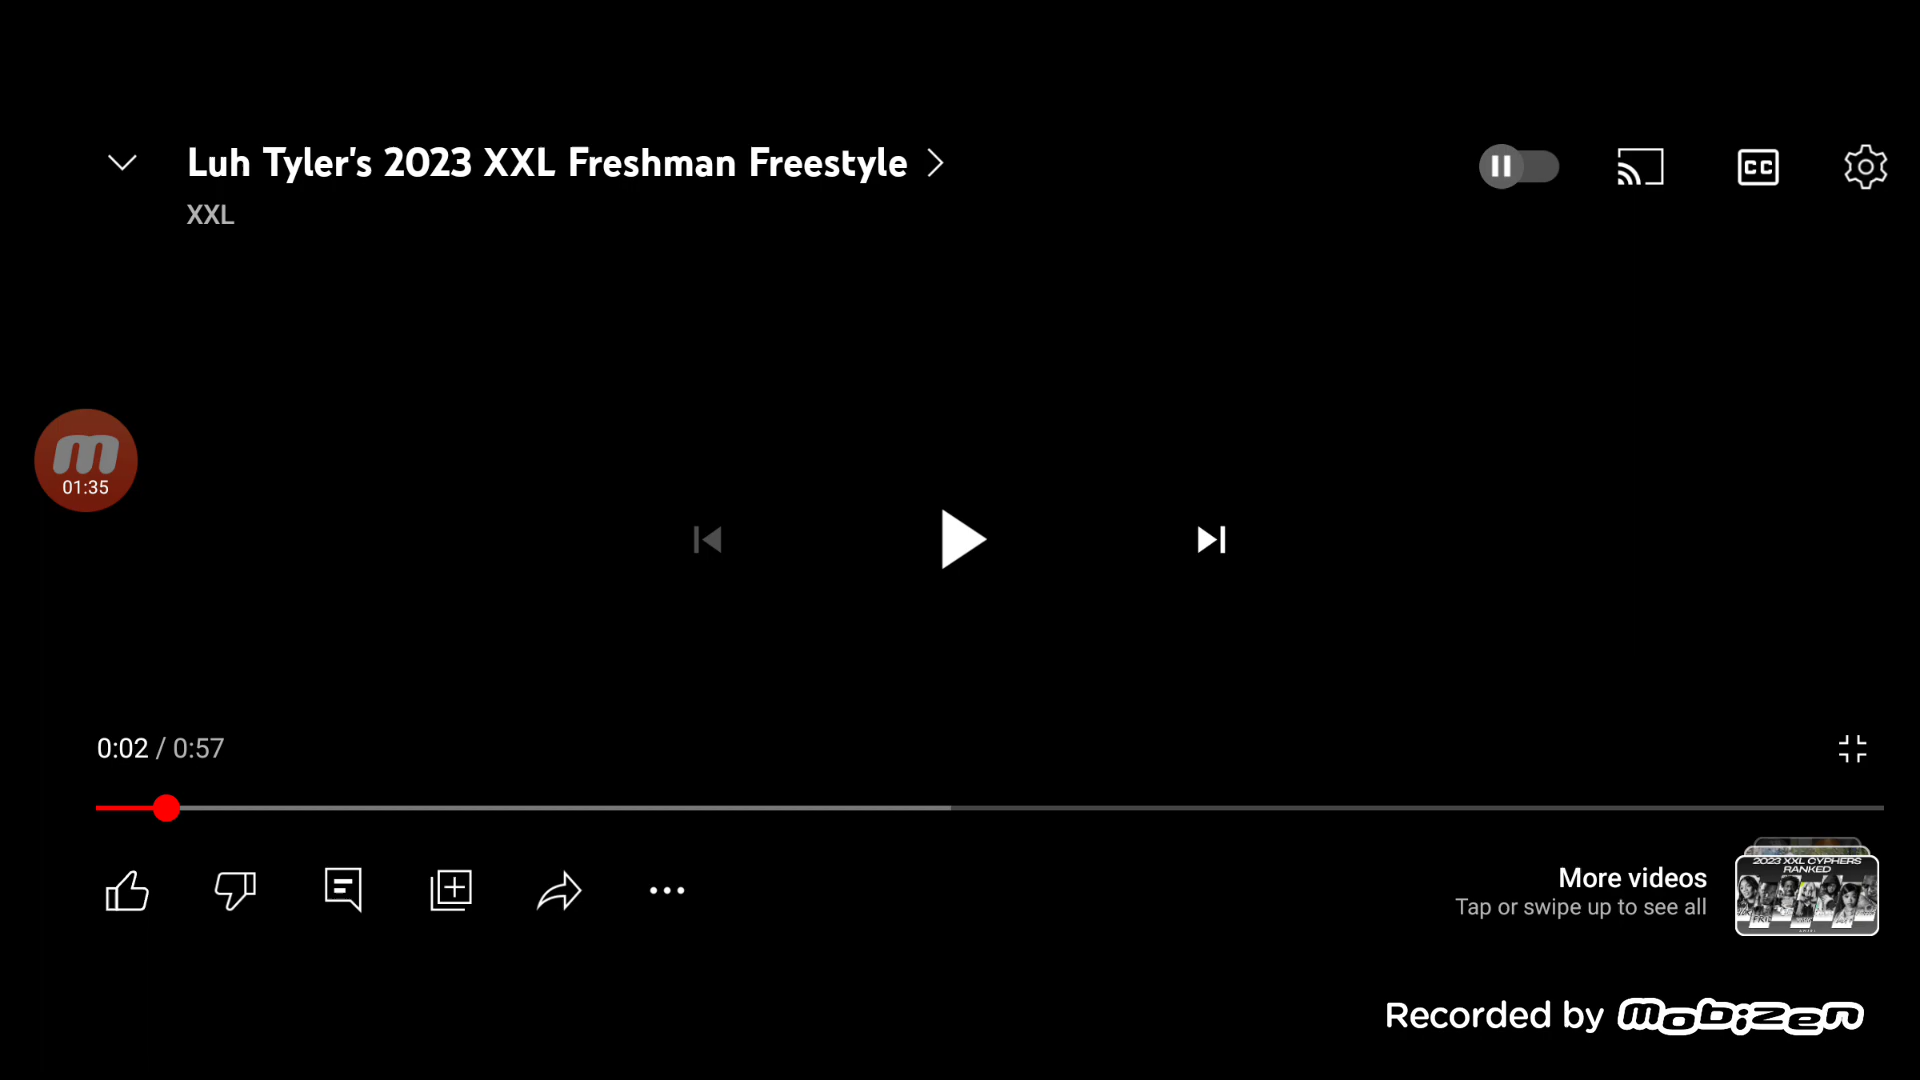 Luh Tyler's 2023 XXL Freshman Freestyle
XXL
CC
m
01:35
0:02 / 0:57
2023 XXL CYPHERS
RANKED
More videos
Tap or swipe up to see all
Recorded by mobizen